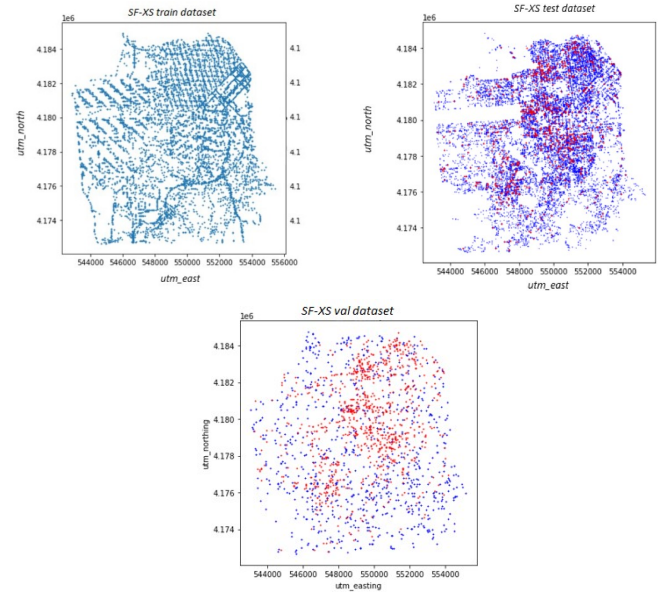 SF-XS train dataset
1e6
4.184
4.182
4.180
4.178
4.176
4.174
utm_north
544000 546000 548000 550000 552000 554000 556000
utm_east
4.1
4.1
4.1
4.1
4.1
4.1
SF-XS test dataset
1e6
4.184
4.182
4.180
4.178
4.176
4.174
utm_north
544000 546000 548000 550000 552000 554000
utm_east
SF-XS val dataset
1e6
4.184
4.182
4.180
4.178
4.176
4.174
utm_northing
544000 546000 548000 550000 552000 554000
utm_easting